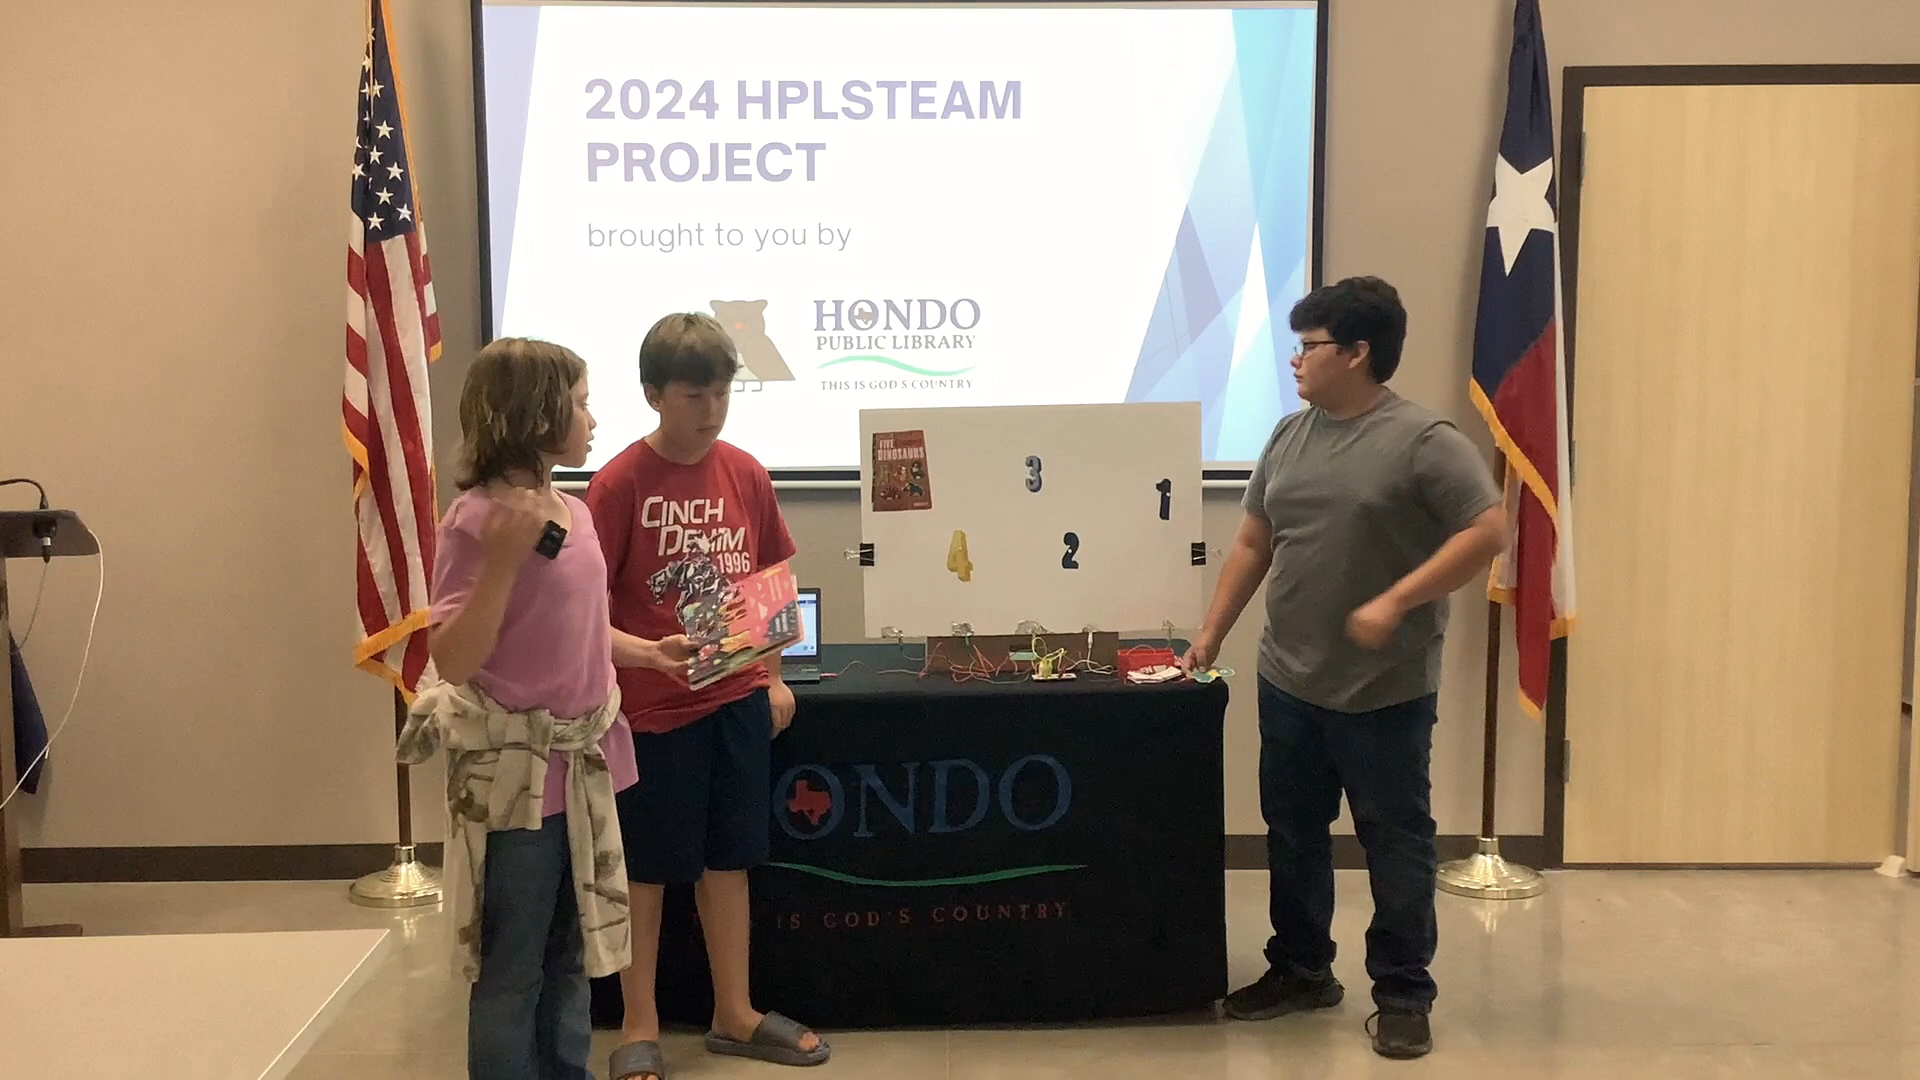 2024 HPLSTEAM
PROJECT
brought to you by
HONDO
PUBLIC LIBRARY
THIS IS GOD'S COUNTRY
FIVE
DINOSAURS
3
1
4
2
CINCH
DENIM
1996
HONDO
IS GOD'S COUNTRY